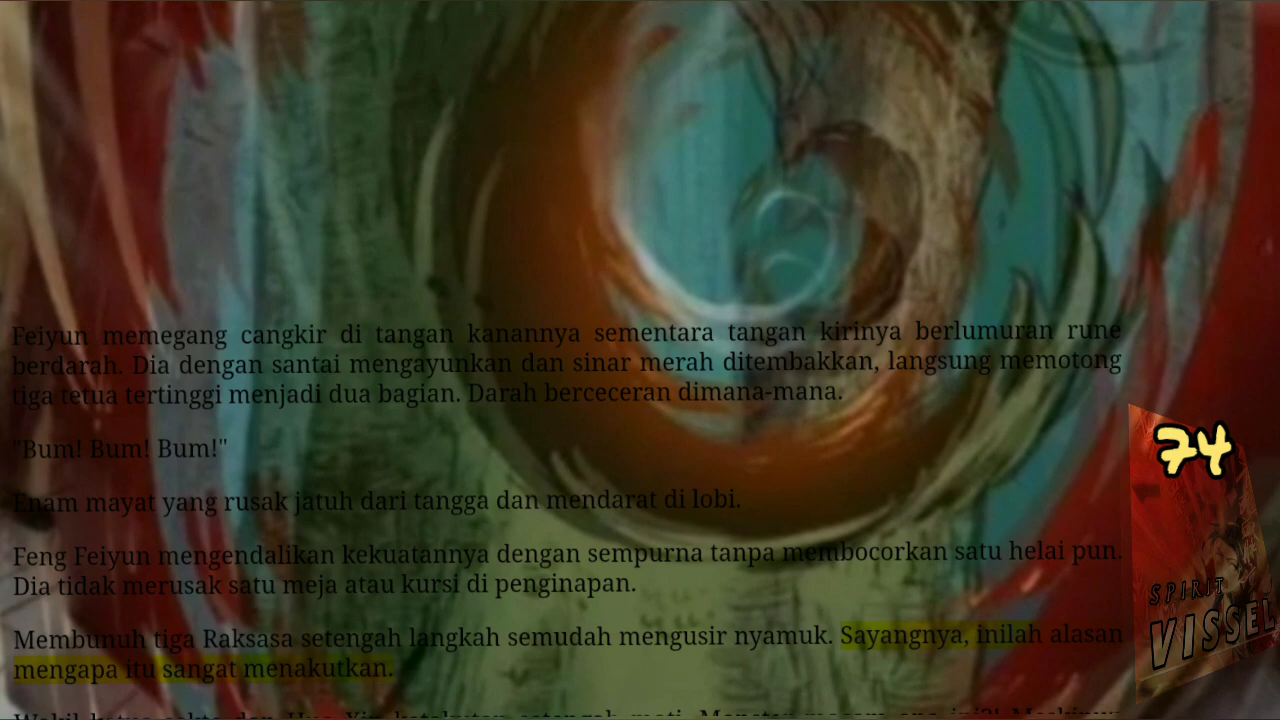 Feiyun memegang cangkir di tangan kanannya sementara tangan kirinya berlumuran rune
berdarah. Dia dengan santai mengayunkan dan sinar merah ditembakkan, langsung memotong
tiga tetua tertinggi menjadi dua bagian. Darah berceceran dimana-mana.
"Bum! Bum! Bum!"
Enam mayat yang rusak jatuh dari tangga dan mendarat di lobi.
Feng Feiyun mengendalikan kekuatannya dengan sempurna tanpa membocorkan satu helai pun.
Dia tidak merusak satu meja atau kursi di penginapan.
Membunuh tiga Raksasa setengah langkah semudah mengusir nyamuk. Sayangnya, inilah alasan
mengapa itu sangat menakutkan.
74
SPIRIT
VISSEL